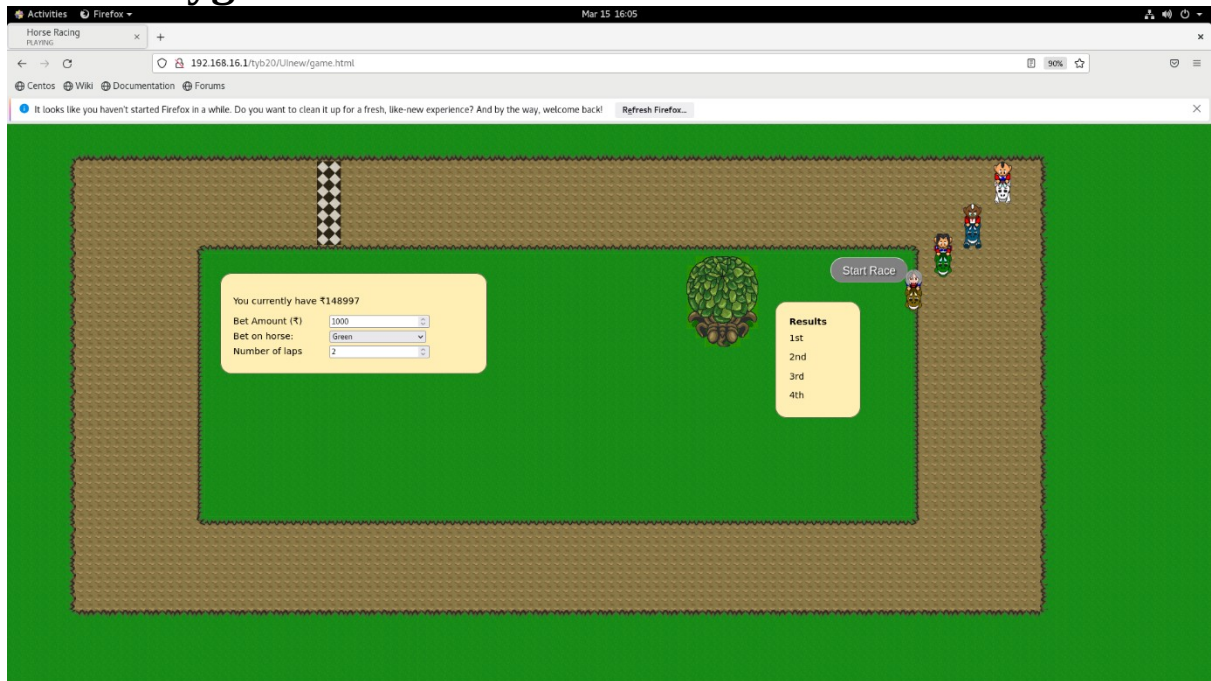 Activities Firefox Mar 15 16:05
Horse Racing
PLAYING
192.168.16.1/tyb20/UInew/game.html 90%
Centos Wiki Documentation Forums
It looks like you haven't started Firefox in a while. Do you want to clean it up for a fresh, like-new experience? And by the way, welcome back! Refresh Firefox...
Start Race
You currently have ₹148997
Bet Amount (₹) 1000
Bet on horse: Green
Number of laps 2
Results
1st
2nd
3rd
4th